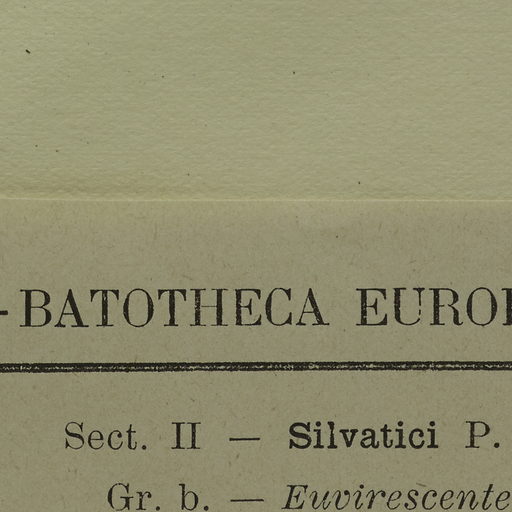 -BATOTHECA EURO
Sect. II — Silvatici P.
Gr. b. — Euvirescente